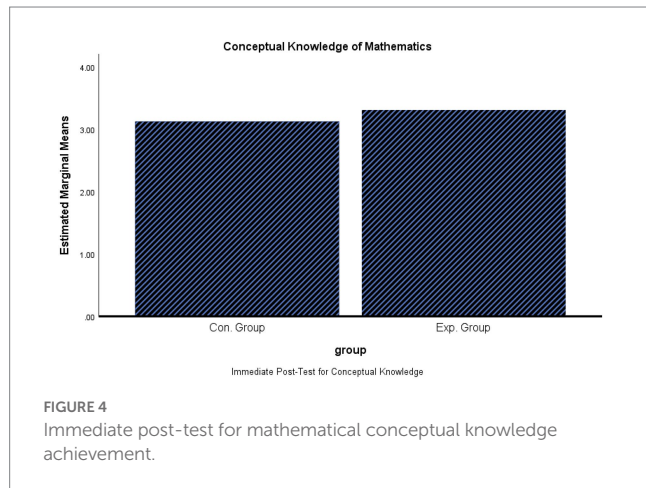 Conceptual Knowledge of Mathematics
4.00
3.00
2.00
1.00
.00
Estimated Marginal Means
Con. Group
Exp. Group
group
Immediate Post-Test for Conceptual Knowledge
FIGURE 4
Immediate post-test for mathematical conceptual knowledge
achievement.